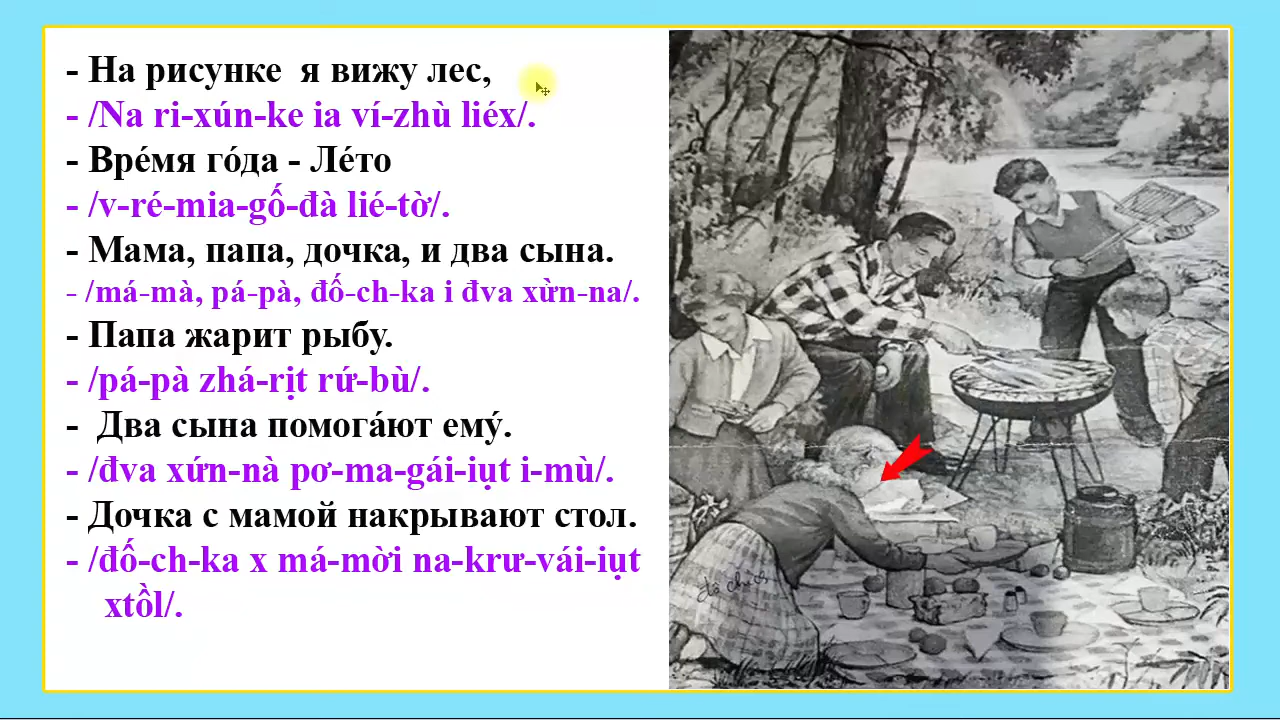 - На рисунке я вижу лес,
- /Na ri-xún-ke ia ví-zhù liéx/.
- Врéмя гóда - Лéто
- /v-ré-mia-gố-đà lié-tờ/.
- Мама, папа, дочка, и два сына.
- /má-mà, pá-pà, đố-ch-ka i đva xừn-na/.
- Папа жарит рыбу.
- /pá-pà zhá-rịt rứ-bù/.
- Два сына помогáют емý.
- /đva xứn-nà pơ-ma-gái-iụt i-mù/.
- Дочка с мамой накрывают стол.
- /đố-ch-ka x má-mời na-krư-vái-iụt
xtồl/.